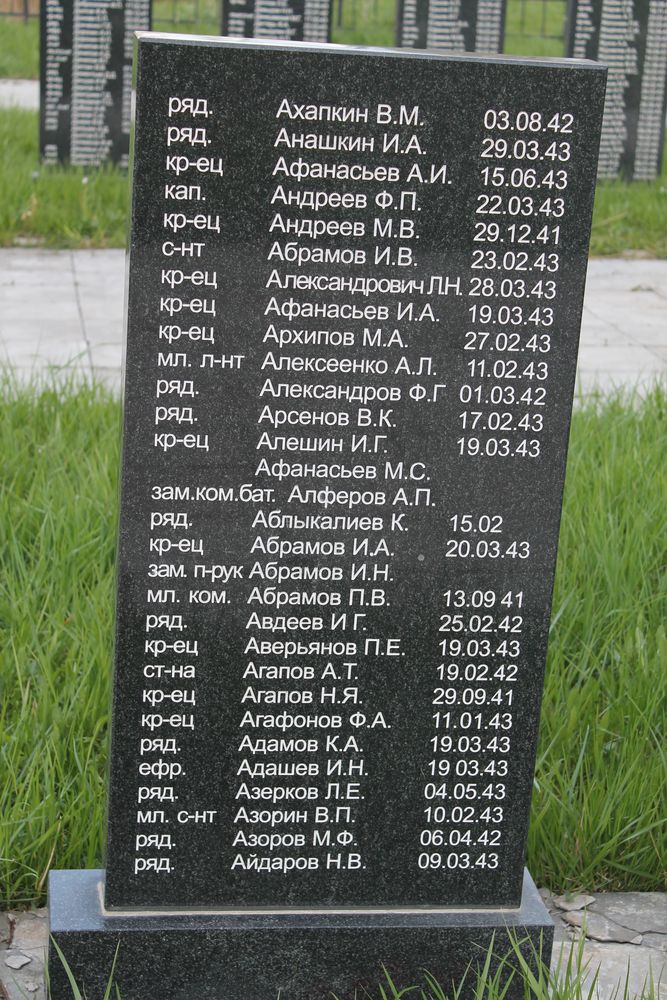 ряд. Ахапкин В.М. 03.08.42
ряд. Анашкин И.А. 29.03.43
кр-ец Афанасьев А.И. 15.06.43
кап. Андреев Ф.П. 22.03.43
кр-ец Андреев М.В. 29.12.41
с-нт Абрамов И.В. 23.02.43
кр-ец Александрович Л.Н. 28.03.43
кр-ец Афанасьев И.А. 19.03.43
кр-ец Архипов М.А. 27.02.43
мл. л-нт Алексеенко А.Л. 11.02.43
ряд. Александров Ф.Г 01.03.42
ряд. Арсенов В.К. 17.02.43
кр-ец Алешин И.Г. 19.03.43
Афанасьев М.С.
зам.ком.бат. Алферов А.П.
ряд. Аблыкалиев К. 15.02
кр-ец Абрамов И.А. 20.03.43
зам. п-рук Абрамов И.Н.
мл. ком. Абрамов П.В. 13.09 41
ряд. Авдеев И Г. 25.02.42
кр-ец Аверьянов П.Е. 19.03.43
ст-на Агапов А.Т. 19.02.42
кр-ец Агапов Н.Я. 29.09.41
кр-ец Агафонов Ф.А. 11.01.43
ряд. Адамов К.А. 19.03.43
ефр. Адашев И.Н. 19 03.43
ряд. Азерков Л.Е. 04.05.43
мл. с-нт Азорин В.П. 10.02.43
ряд. Азоров М.Ф. 06.04.42
ряд. Айдаров Н.В. 09.03.43